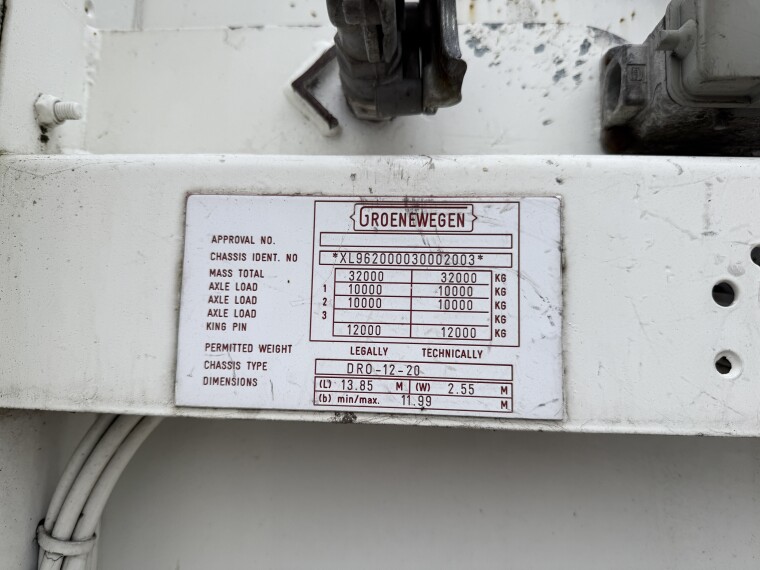 GROENEWEGEN
APPROVAL NO.
CHASSIS IDENT. NO *XL962000030002003*
MASS TOTAL 32000 32000 KG
AXLE LOAD 1 10000 10000 KG
AXLE LOAD 2 10000 10000 KG
AXLE LOAD 3 KG
KING PIN 12000 12000 KG
PERMITTED WEIGHT LEGALLY TECHNICALLY
CHASSIS TYPE DRO-12-20
DIMENSIONS (L) 13.85 M (W) 2.55 M
(b) min/max. 11.99 M